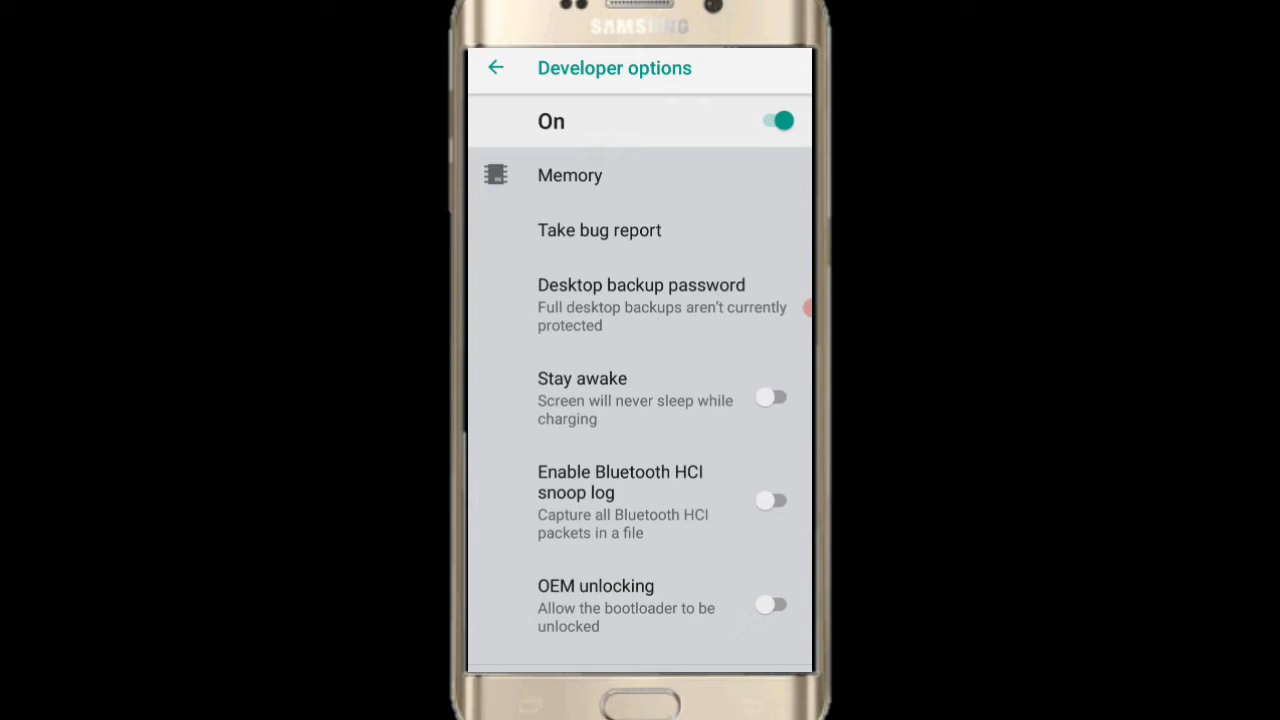 SAMSUNG
Developer options
On
Memory
Take bug report
Desktop backup password
Full desktop backups aren't currently
protected
Stay awake
Screen will never sleep while
charging
Enable Bluetooth HCI
snoop log
Capture all Bluetooth HCI
packets in a file
OEM unlocking
Allow the bootloader to be
unlocked